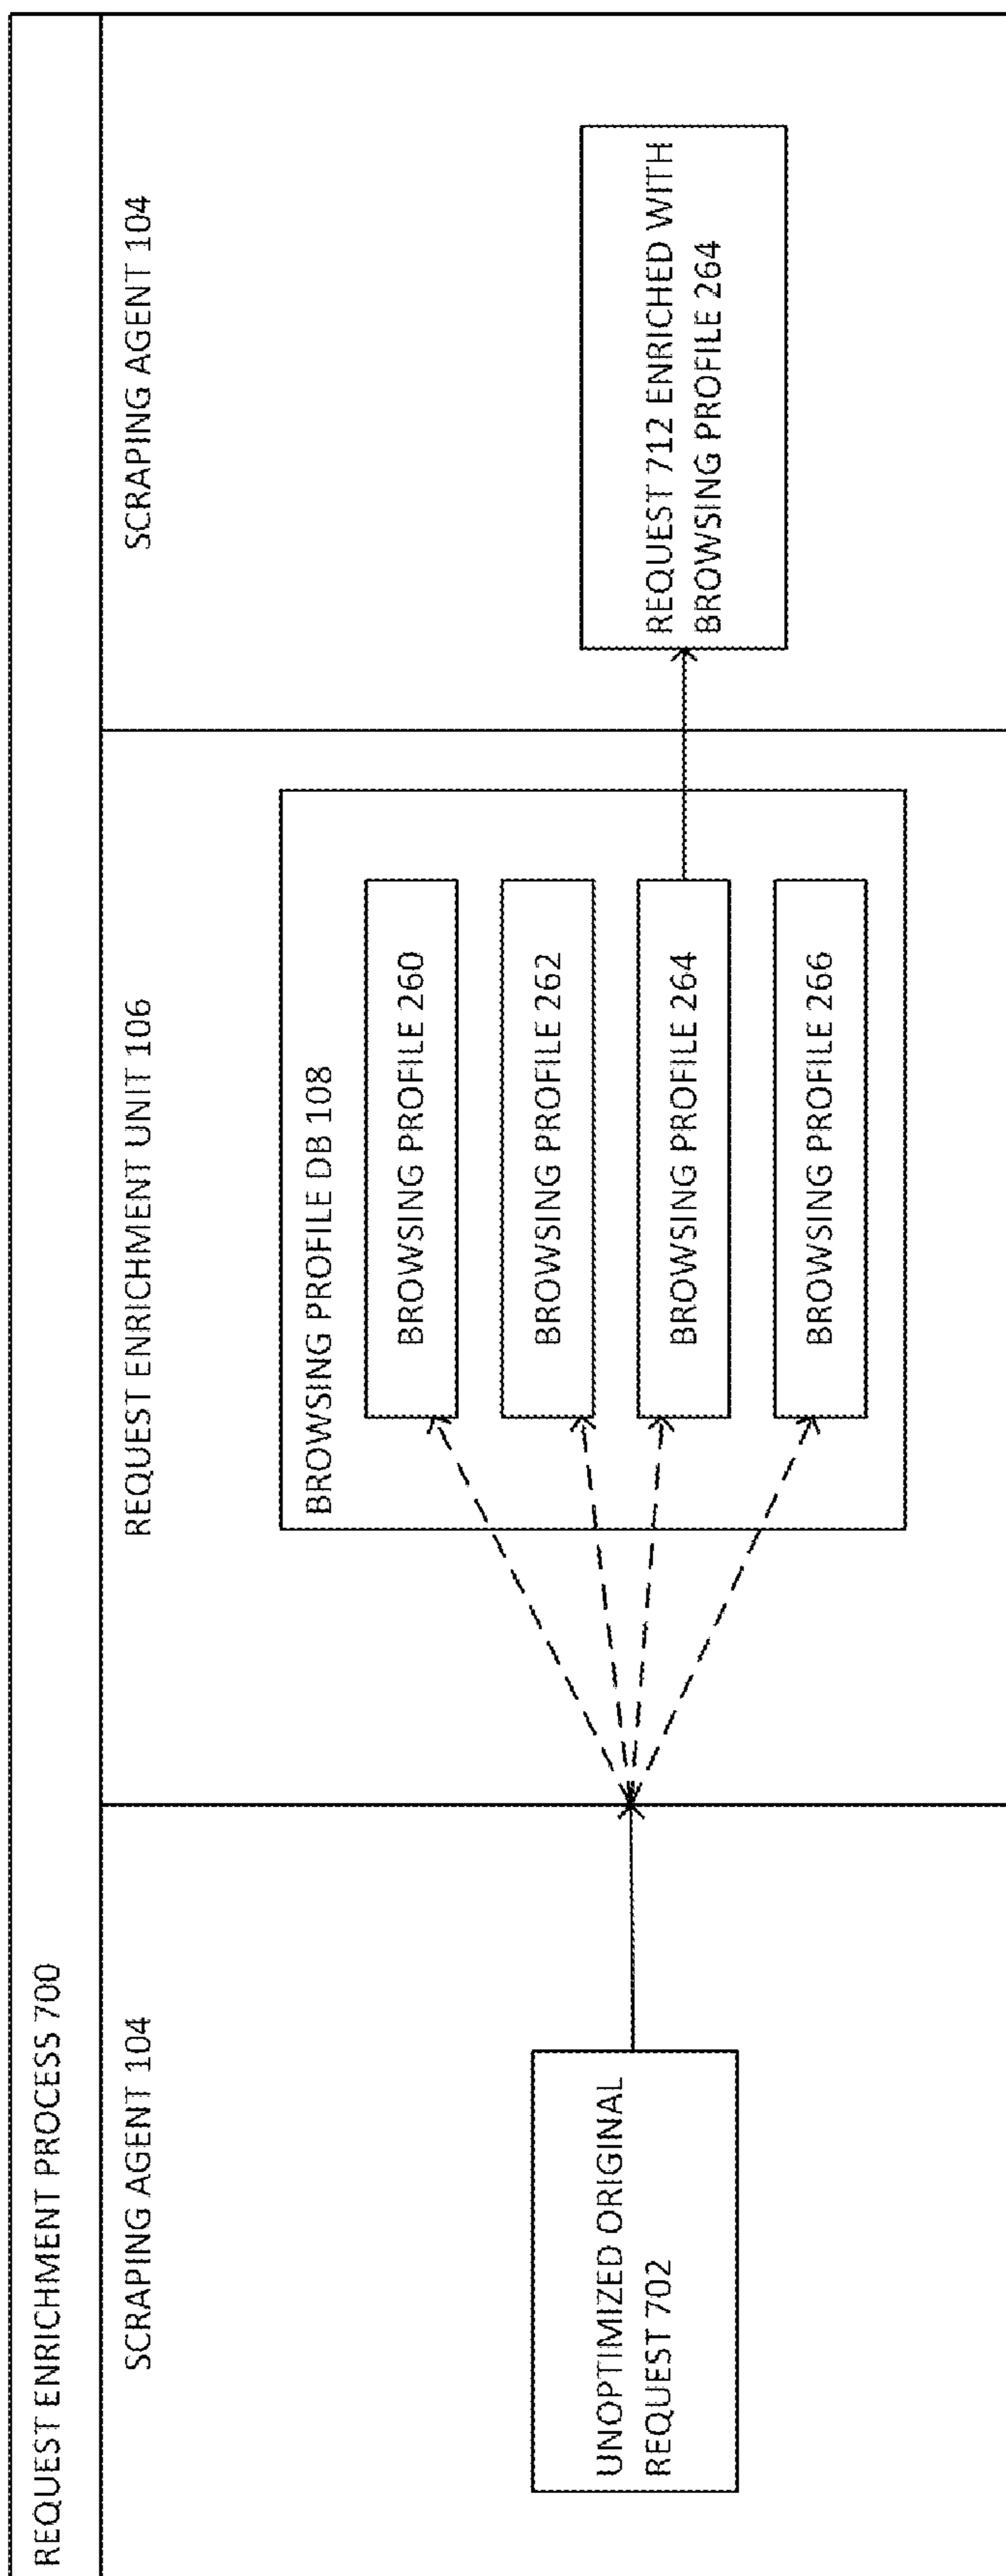 REQUEST ENRICHMENT PROCESS 700
SCRAPING AGENT 104
UNOPTIMIZED ORIGINAL
REQUEST 702
REQUEST ENRICHMENT UNIT 106
BROWSING PROFILE DB 108
BROWSING PROFILE 260
BROWSING PROFILE 262
BROWSING PROFILE 264
BROWSING PROFILE 266
SCRAPING AGENT 104
REQUEST 712 ENRICHED WITH
BROWSING PROFILE 264